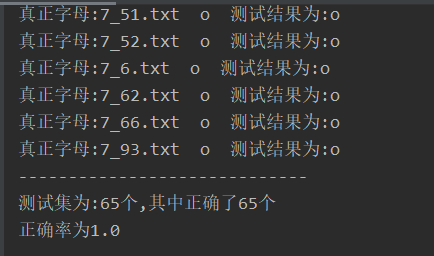 真正字母:7_51.txt  o  测试结果为:o
真正字母:7_52.txt  o  测试结果为:o
真正字母:7_6.txt  o  测试结果为:o
真正字母:7_62.txt  o  测试结果为:o
真正字母:7_66.txt  o  测试结果为:o
真正字母:7_93.txt  o  测试结果为:o
------------------------------
测试集为:65个,其中正确了65个
正确率为1.0